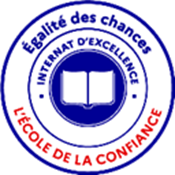 Égalité des chances
INTERNAT D'EXCELLENCE
L'ÉCOLE DE LA CONFIANCE